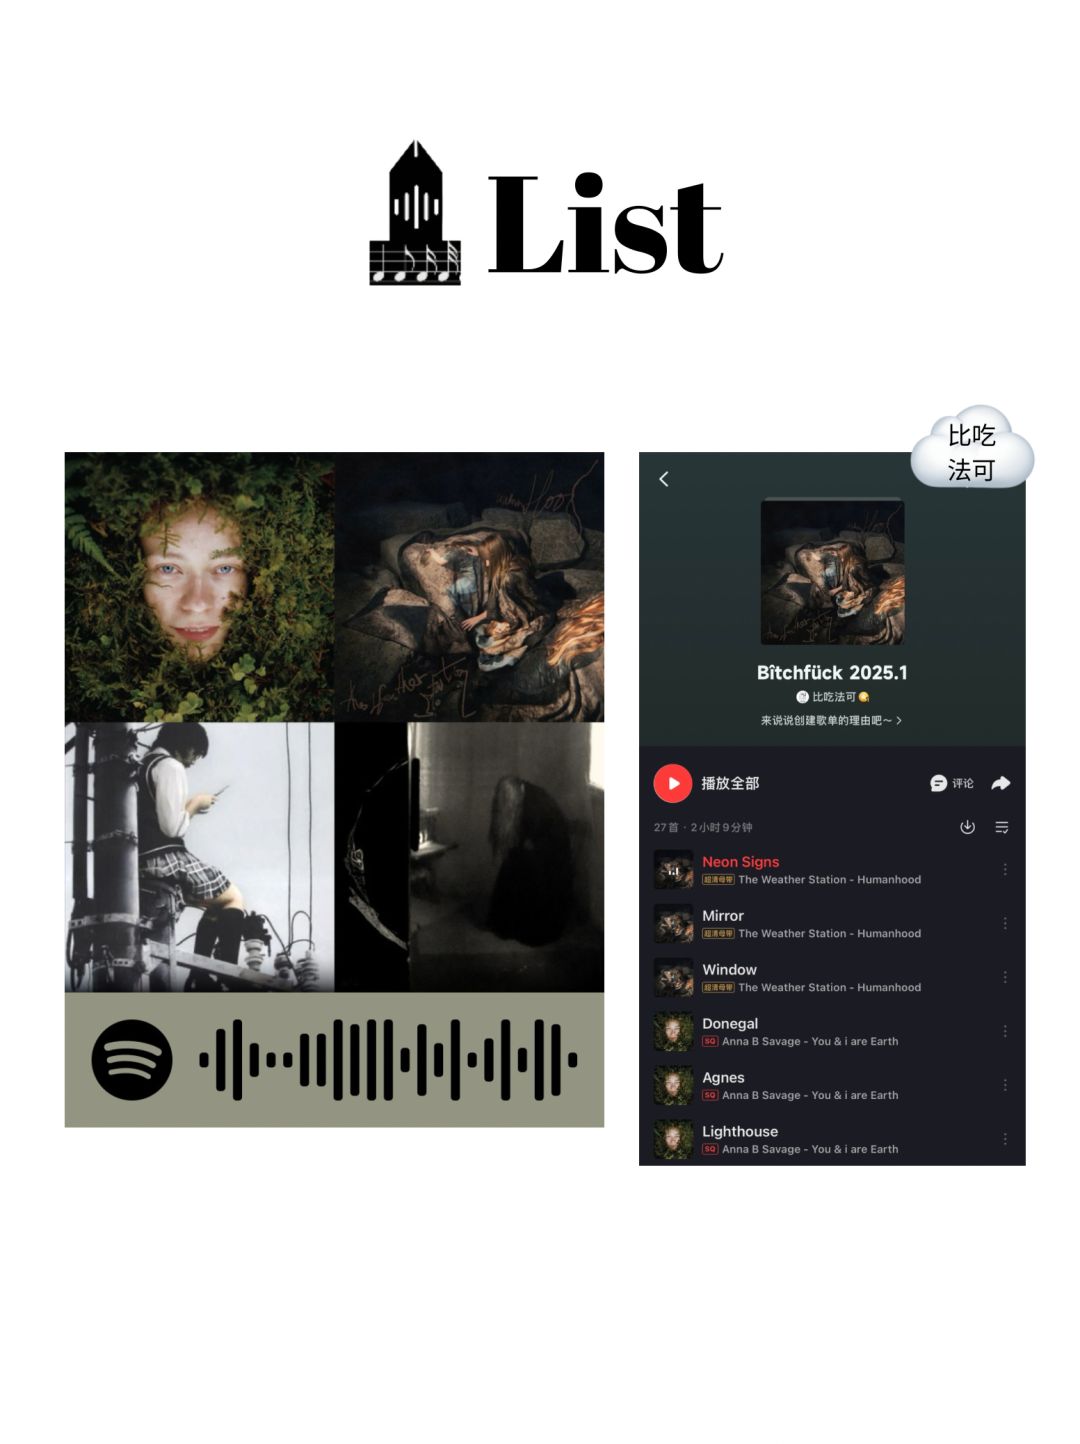 List
比吃
法可
Bîtchfück 2025.1
比吃法可
来说说创建歌单的理由吧～
播放全部
评论
27首 · 2小时9分钟
Neon Signs
超清母带 The Weather Station - Humanhood
Mirror
超清母带 The Weather Station - Humanhood
Window
超清母带 The Weather Station - Humanhood
Donegal
SQ Anna B Savage - You & i are Earth
Agnes
SQ Anna B Savage - You & i are Earth
Lighthouse
SQ Anna B Savage - You & i are Earth